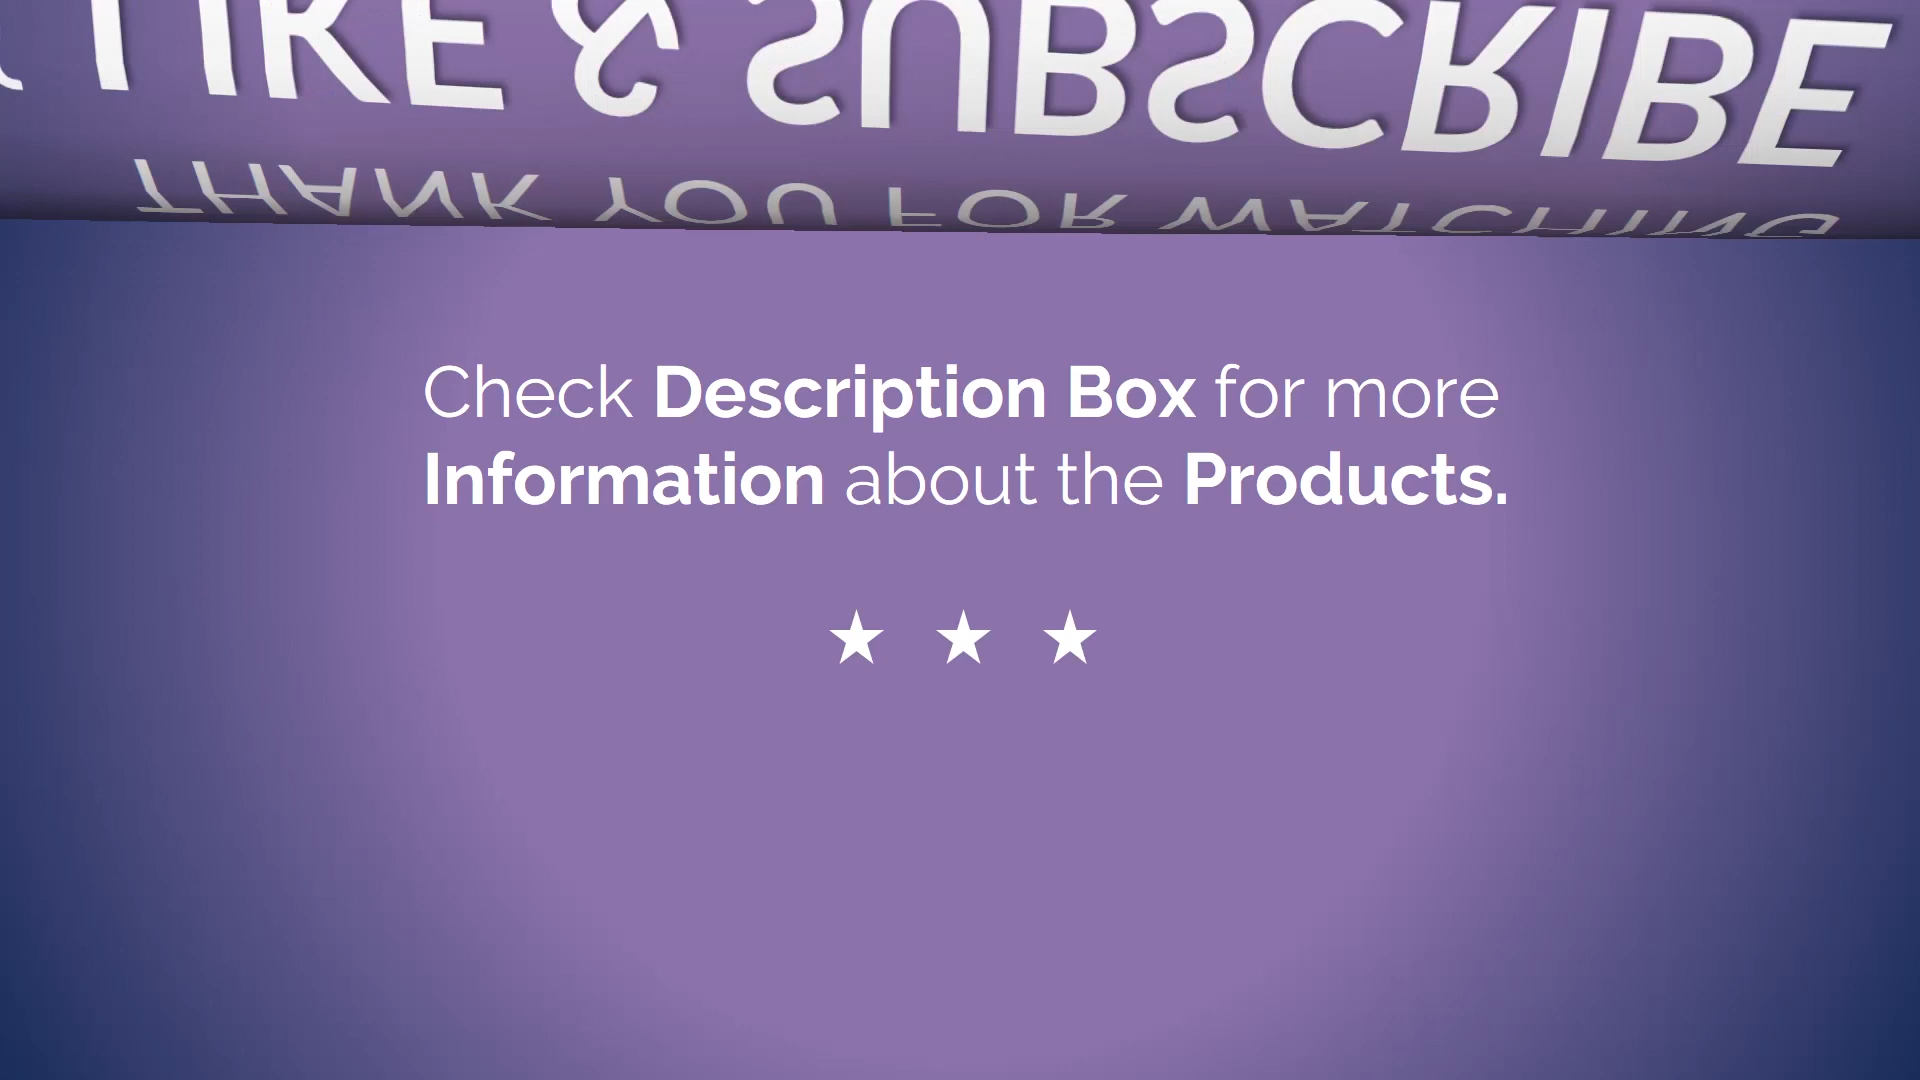 LIKE & SUBSCRIBE
THANK YOU FOR WATCHING
Check Description Box for more
Information about the Products.